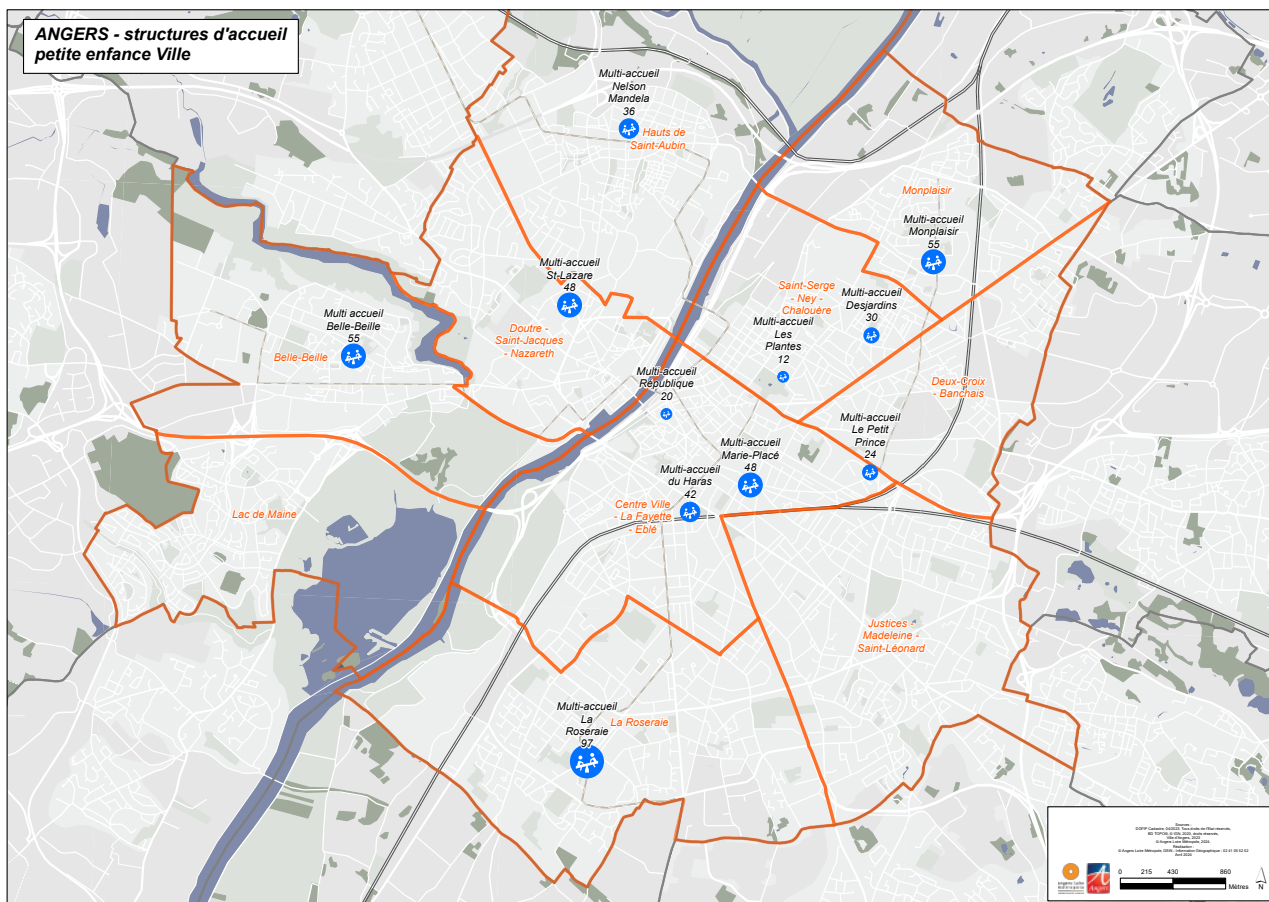 ANGERS - structures d'accueil
petite enfance Ville
Multi-accueil
Nelson
Mandela
36
Hauts de
Saint-Aubin
Monplaisir
Multi-accueil
Monplaisir
55
Multi-accueil
St-Lazare
48
Saint-Serge
- Ney -
Chalouère
Multi-accueil
Desjardins
30
Multi accueil
Belle-Beille
55
Belle-Beille
Doutre -
Saint-Jacques
- Nazareth
Multi-accueil
Les
Plantes
12
Multi-accueil
République
20
Deux-Croix
- Banchais
Multi-accueil
Le Petit
Prince
24
Multi-accueil
Marie-Placé
48
Multi-accueil
du Haras
42
Centre Ville
- La Fayette
- Eblé
Lac de Maine
Justices -
Madeleine -
Saint-Léonard
Multi-accueil
La
Roseraie
97
La Roseraie
Sources :
Réalisation :
0 215 430 860
Mètres
N
Angers